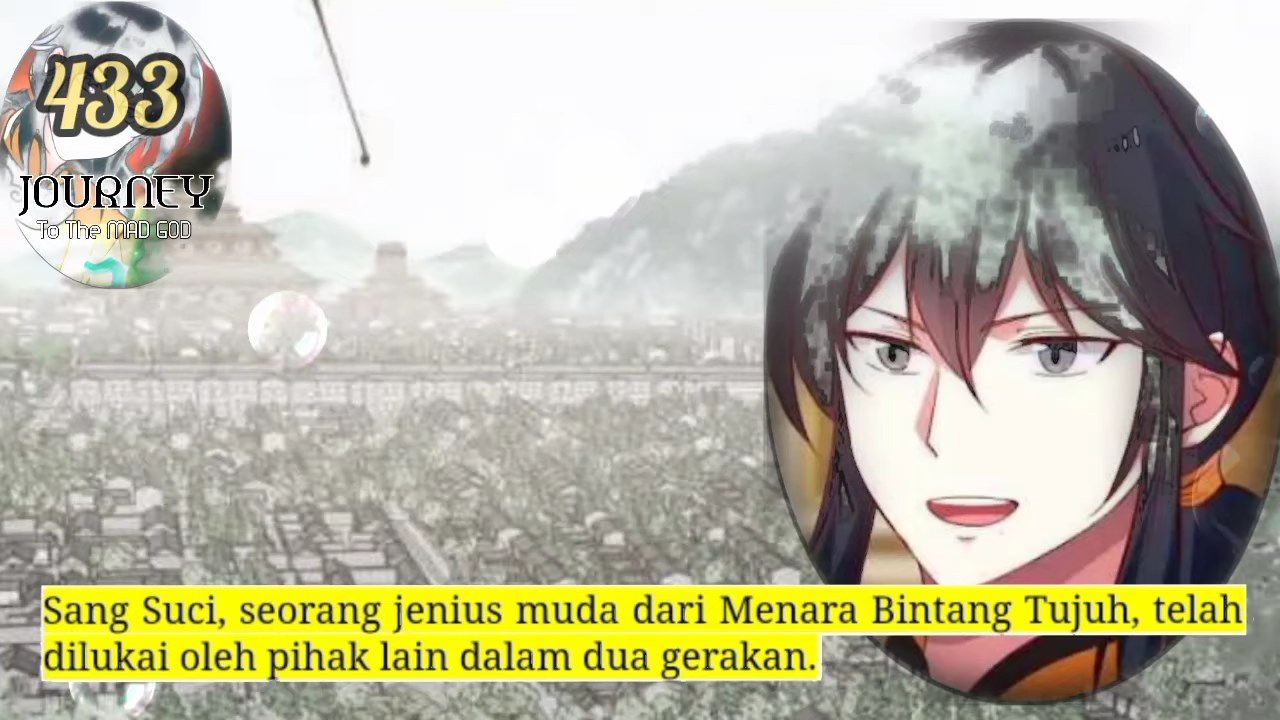 433
JOURNEY
To The MAD GOD
Sang Suci, seorang jenius muda dari Menara Bintang Tujuh, telah
dilukai oleh pihak lain dalam dua gerakan.